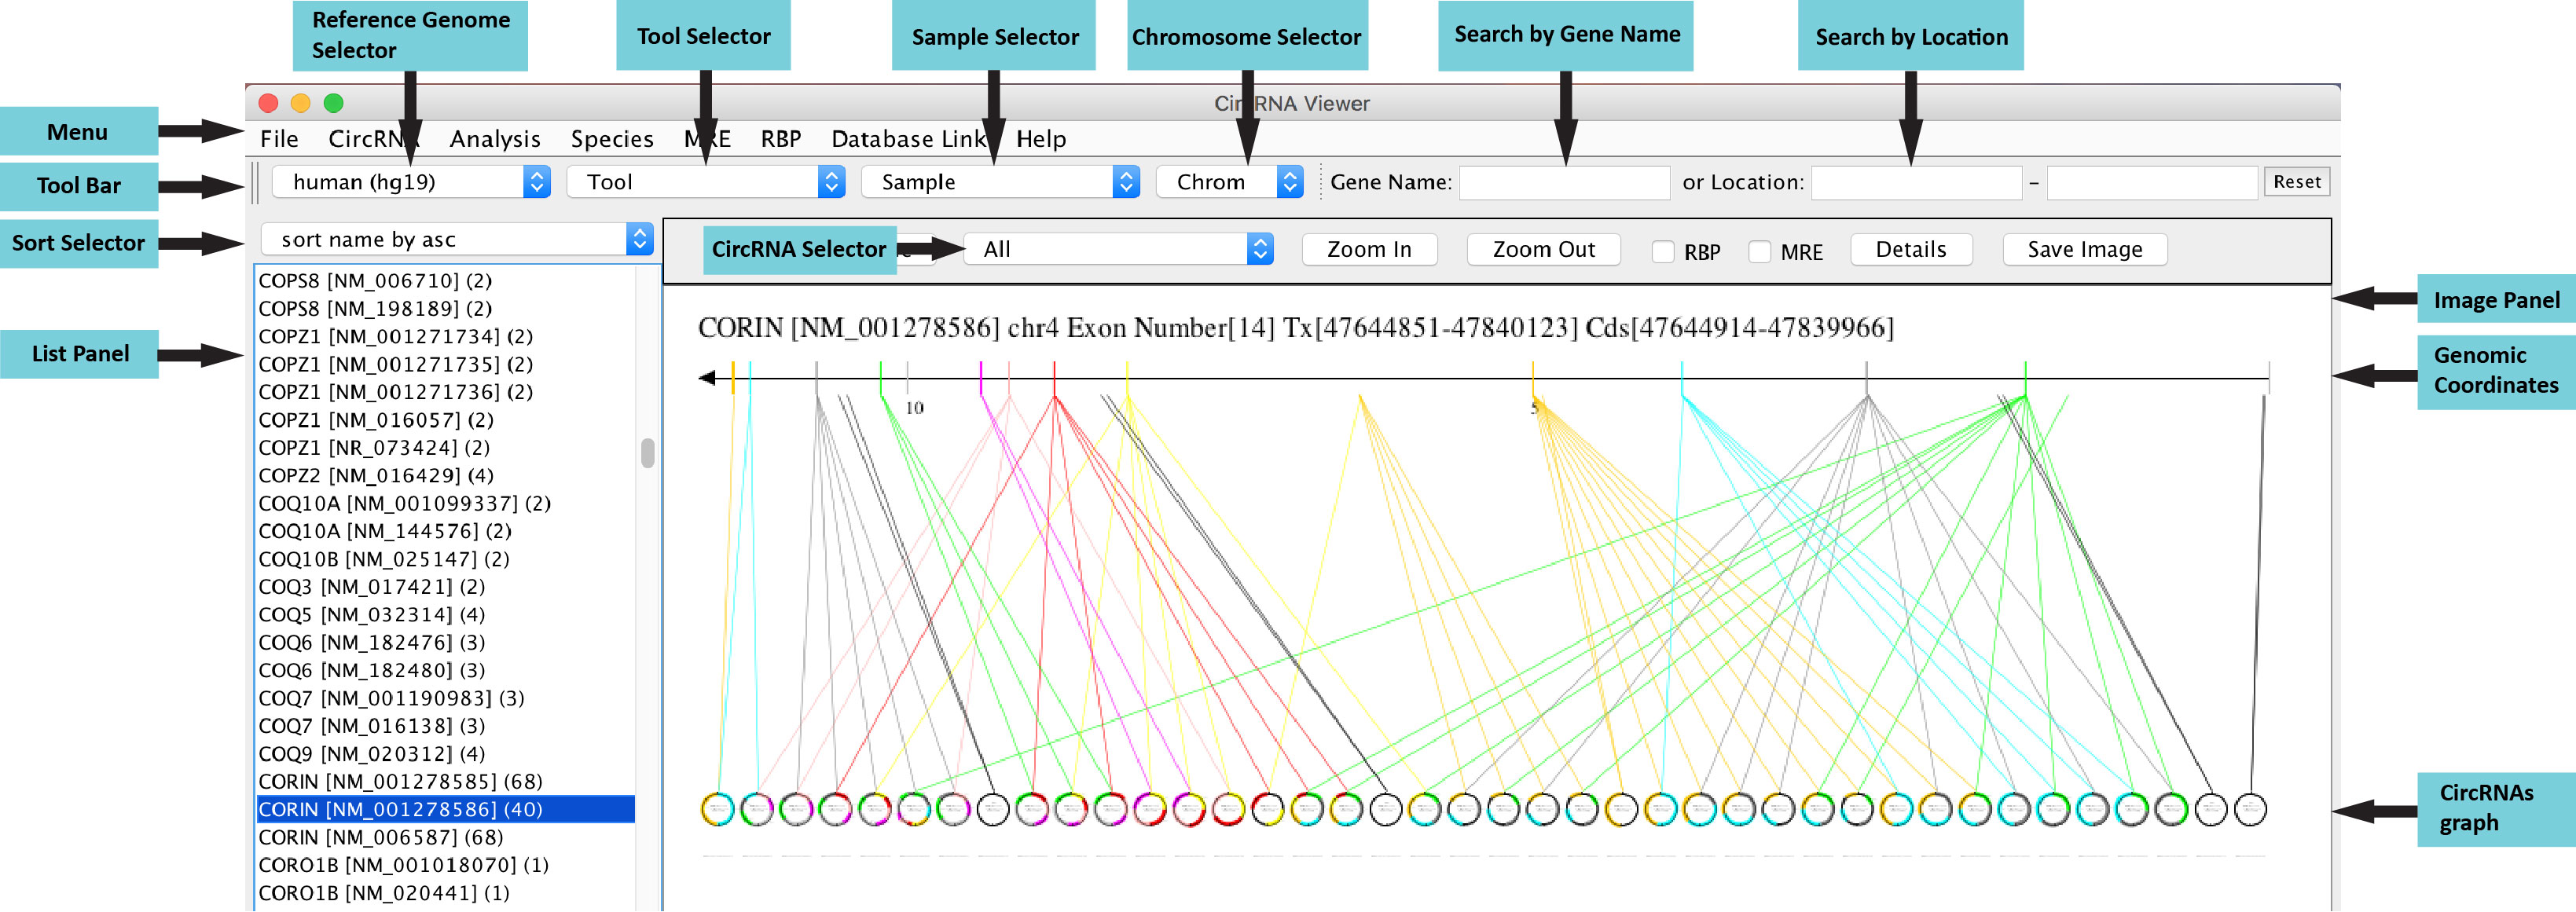 Reference Genome
Selector
Tool Selector
Sample Selector
Chromosome Selector
Search by Gene Name
Search by Location
Menu
Tool Bar
Sort Selector
List Panel
CircRNA Viewer
File CircRNA Analysis Species MRE RBP Database Link Help
human (hg19) Tool Sample Chrom Gene Name: or Location: – Reset
sort name by asc
CircRNA Selector All Zoom In Zoom Out RBP MRE Details Save Image
COPS8 [NM_006710] (2)
COPS8 [NM_198189] (2)
COPZ1 [NM_001271734] (2)
COPZ1 [NM_001271735] (2)
COPZ1 [NM_001271736] (2)
COPZ1 [NM_016057] (2)
COPZ1 [NR_073424] (2)
COPZ2 [NM_016429] (4)
COQ10A [NM_001099337] (2)
COQ10A [NM_144576] (2)
COQ10B [NM_025147] (2)
COQ3 [NM_017421] (2)
COQ5 [NM_032314] (4)
COQ6 [NM_182476] (3)
COQ6 [NM_182480] (3)
COQ7 [NM_001190983] (3)
COQ7 [NM_016138] (3)
COQ9 [NM_020312] (4)
CORIN [NM_001278585] (68)
CORIN [NM_001278586] (40)
CORIN [NM_006587] (68)
CORO1B [NM_001018070] (1)
CORO1B [NM_020441] (1)
CORIN [NM_001278586] chr4 Exon Number[14] Tx[47644851-47840123] Cds[47644914-47839966]
10
5
Image Panel
Genomic
Coordinates
CircRNAs
graph